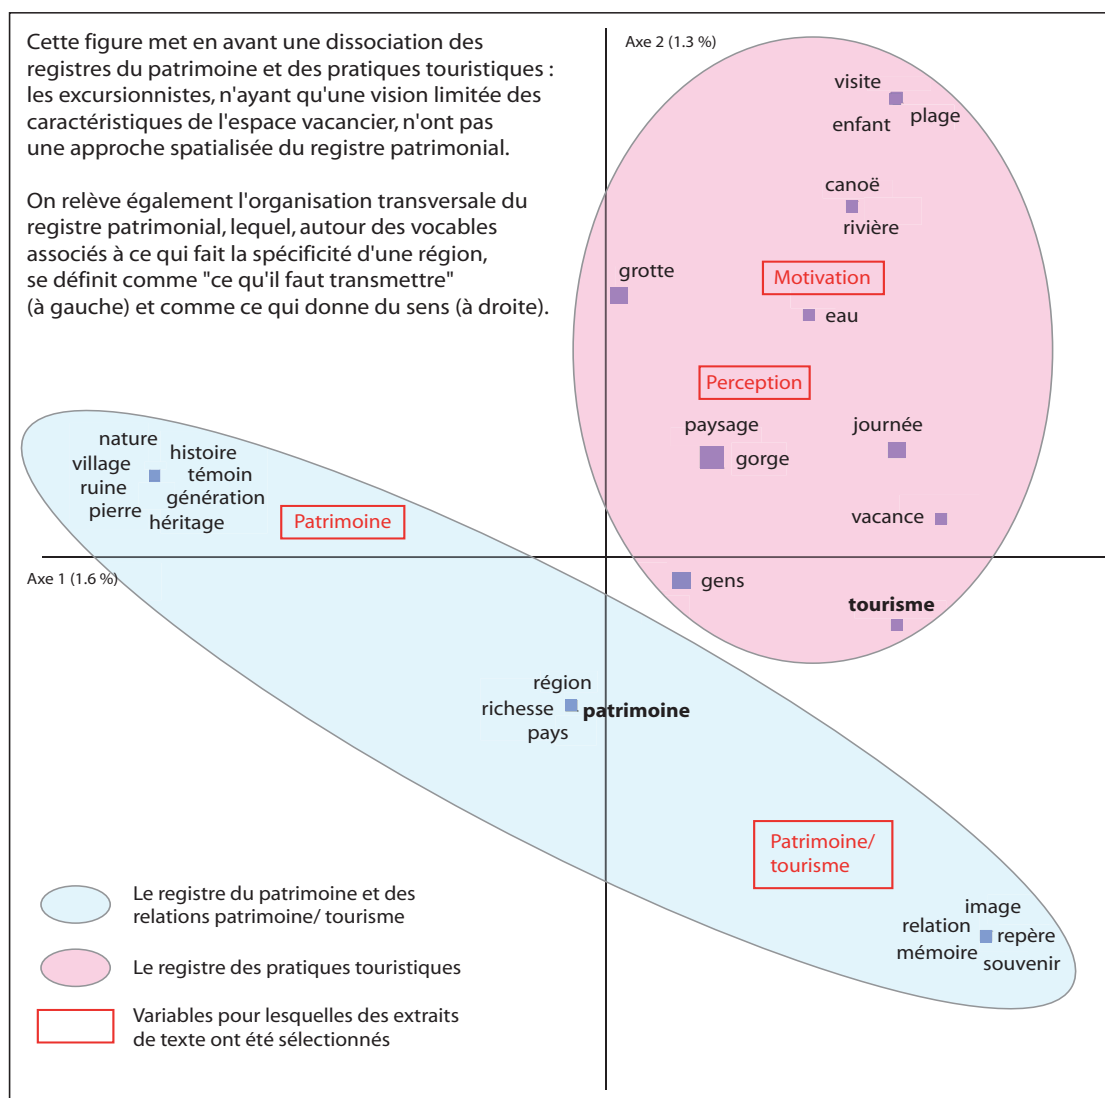 Cette figure met en avant une dissociation des
registres du patrimoine et des pratiques touristiques :
les excursionnistes, n'ayant qu'une vision limitée des
caractéristiques de l'espace vacancier, n'ont pas
une approche spatialisée du registre patrimonial.
On relève également l'organisation transversale du
registre patrimonial, lequel, autour des vocables
associés à ce qui fait la spécificité d'une région,
se définit comme "ce qu'il faut transmettre"
(à gauche) et comme ce qui donne du sens (à droite).
Axe 2 (1.3 %)
visite
plage
enfant
canoë
rivière
grotte
Motivation
eau
Perception
paysage
gorge
journée
vacance
nature
histoire
village
témoin
ruine
génération
pierre
héritage
Patrimoine
Axe 1 (1.6 %)
gens
tourisme
région
richesse
patrimoine
pays
Patrimoine/
tourisme
image
relation
repère
mémoire
souvenir
Le registre du patrimoine et des
relations patrimoine/ tourisme
Le registre des pratiques touristiques
Variables pour lesquelles des extraits
de texte ont été sélectionnés